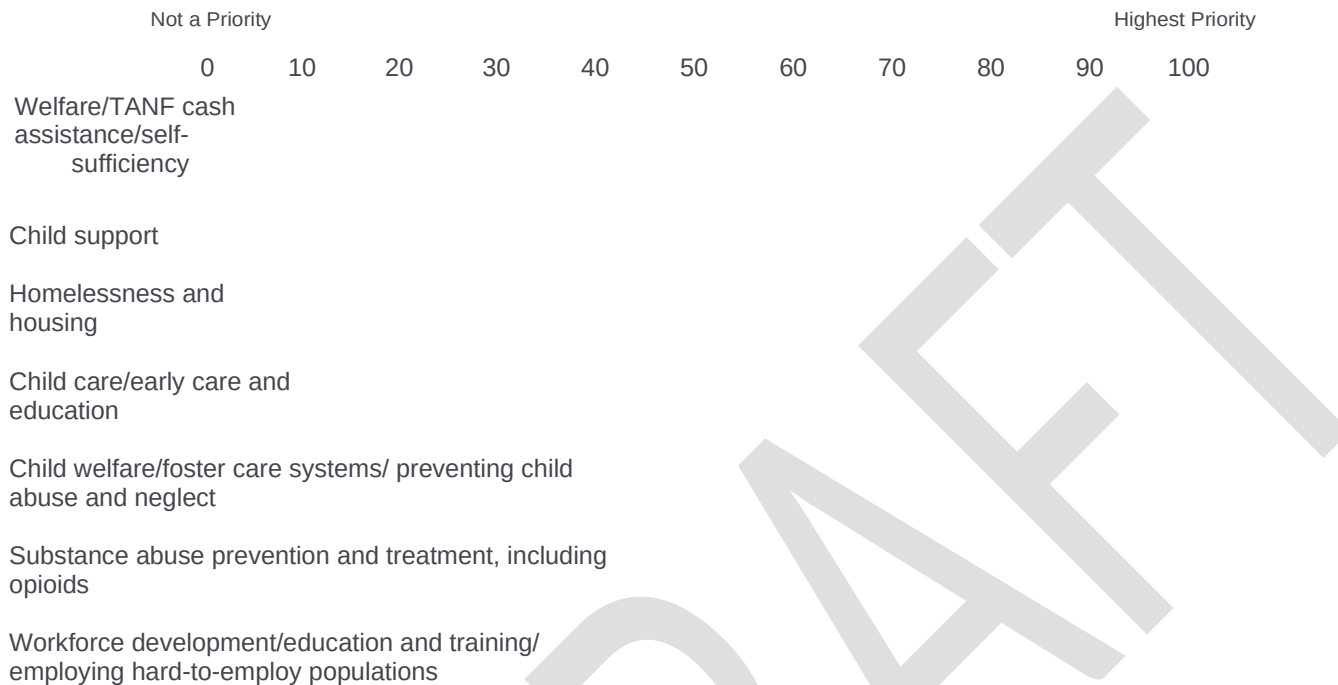 Not a Priority Highest Priority
0 10 20 30 40 50 60 70 80 90 100
Welfare/TANF cash
assistance/self-
sufficiency
Child support
Homelessness and
housing
Child care/early care and
education
Child welfare/foster care systems/ preventing child
abuse and neglect
Substance abuse prevention and treatment, including
opioids
Workforce development/education and training/
employing hard-to-employ populations
DRAFT